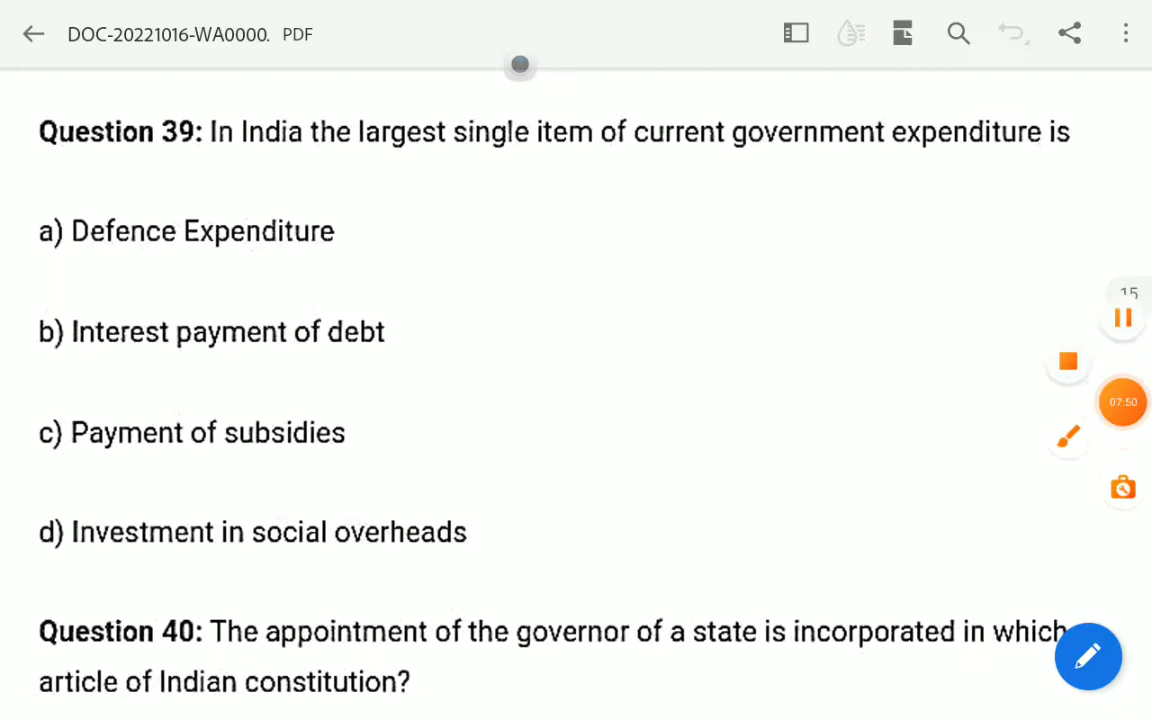 DOC-20221016-WA0000. PDF
Question 39: In India the largest single item of current government expenditure is
a) Defence Expenditure
15
b) Interest payment of debt
07:50
c) Payment of subsidies
d) Investment in social overheads
Question 40: The appointment of the governor of a state is incorporated in which
article of Indian constitution?